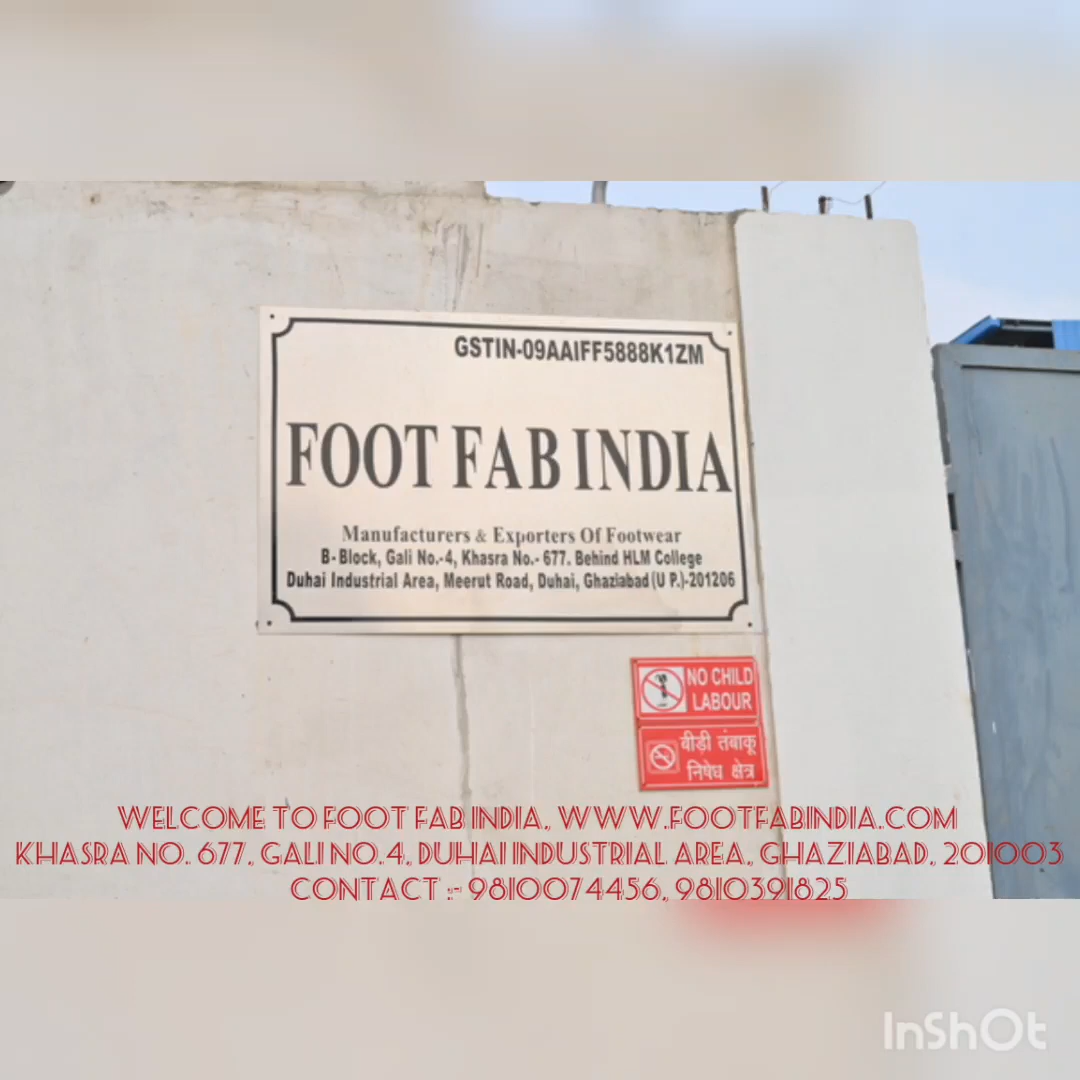 GSTIN-09AAIFF5888K1ZM
FOOT FAB INDIA
Manufacturers & Exporters Of Footwear
B- Block, Gali No.-4, Khasra No.- 677. Behind HLM College
Duhai Industrial Area, Meerut Road, Duhai, Ghaziabad (U P.)-201206
NO CHILD
LABOUR
बीड़ी तंबाकू
निषेध क्षेत्र
WELCOME TO FOOT FAB INDIA, WWW.FOOTFABINDIA.COM
KHASRA NO. 677, GALI NO.4, DUHAI INDUSTRIAL AREA, GHAZIABAD, 201003
CONTACT :- 9810074456, 9810391825
InShOt